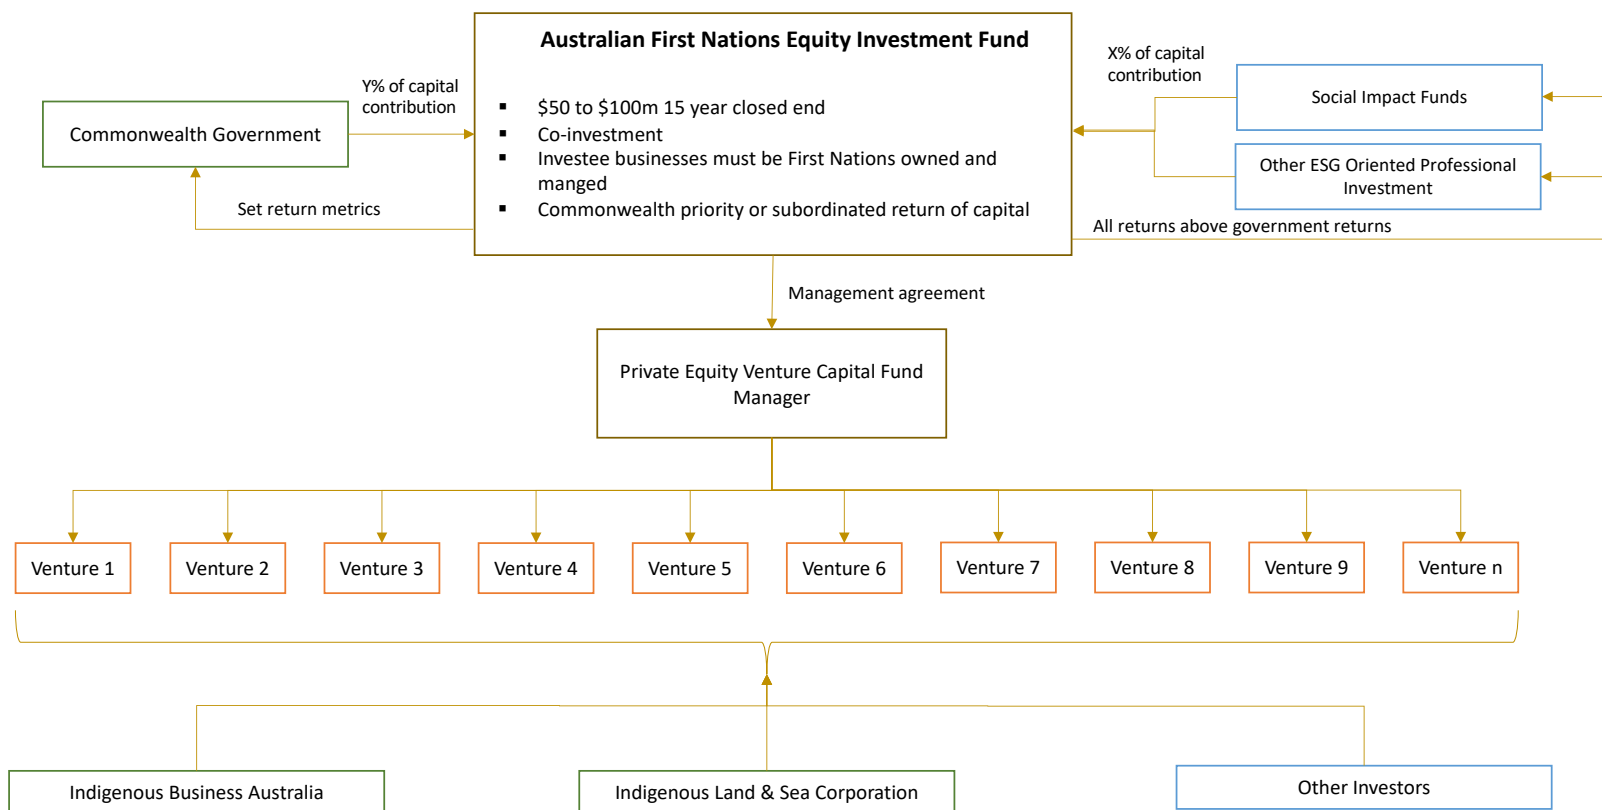 Australian First Nations Equity Investment Fund
▪ $50 to $100m 15 year closed end
▪ Co-investment
▪ Investee businesses must be First Nations owned and
manged
▪ Commonwealth priority or subordinated return of capital
Y% of capital
contribution
Commonwealth Government
Set return metrics
X% of capital
contribution
Social Impact Funds
Other ESG Oriented Professional
Investment
All returns above government returns
Management agreement
Private Equity Venture Capital Fund
Manager
Venture 1
Venture 2
Venture 3
Venture 4
Venture 5
Venture 6
Venture 7
Venture 8
Venture 9
Venture n
Indigenous Business Australia
Indigenous Land & Sea Corporation
Other Investors